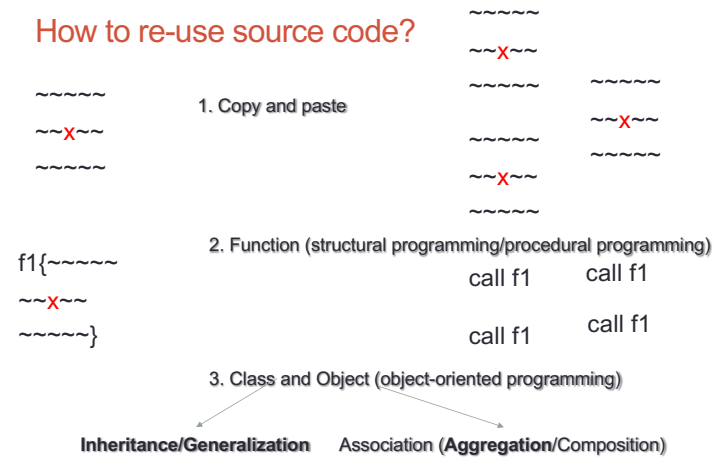 How to re-use source code?
~~~~~
~~x~~
~~~~~
1. Copy and paste
~~~~~
~~x~~
~~~~~
~~~~~
~~x~~
~~~~~
~~~~~
~~x~~
~~~~~
2. Function (structural programming/procedural programming)
f1{~~~~~
~~x~~
~~~~~}
call f1 call f1
call f1 call f1
3. Class and Object (object-oriented programming)
Inheritance/Generalization Association (Aggregation/Composition)